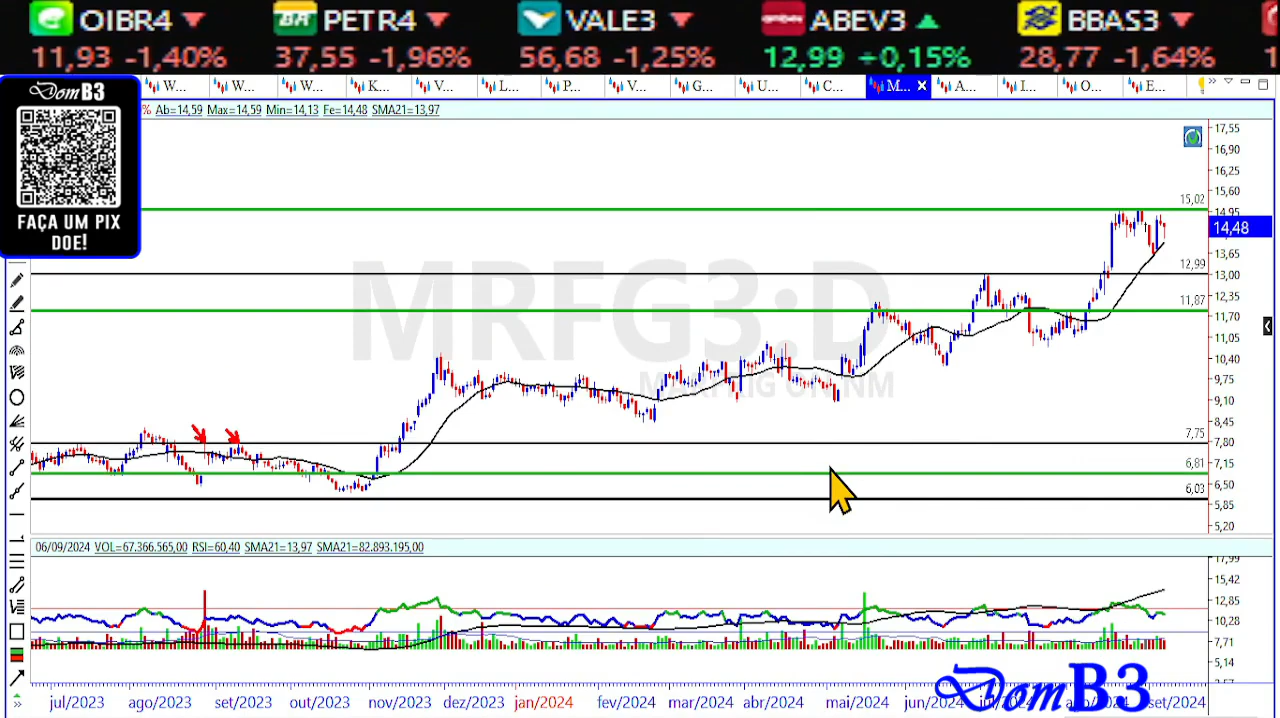 OIBR4 PETR4 VALE3 ABEV3 BBAS3
11,93 -1,40% 37,55 -1,96% 56,68 -1,25% 12,99 +0,15% 28,77 -1,64%
DomB3
W... W... W... K... V... L... P... V... G... U... C... M... A... I... O... E...
% Ab=14,59 Max=14,59 Min=14,13 Fe=14,48 SMA21=13,97
FAÇA UM PIX
DOE!
MRFG3:D
MARFRIG ON NM
17,55
16,90
16,25
15,60
15,02
14,95
14,48
13,65
12,99
13,00
12,35
11,87
11,70
11,05
10,40
9,75
9,10
8,45
7,75
7,80
7,15
6,81
6,50
6,03
5,85
5,20
06/09/2024 VOL=67.366.565,00 RSI=60,40 SMA21=13,97 SMA21=82.893.195,00
17,99
15,42
12,85
10,28
7,71
5,14
DomB3
jul/2023 ago/2023 set/2023 out/2023 nov/2023 dez/2023 jan/2024 fev/2024 mar/2024 abr/2024 mai/2024 jun/2024 set/2024